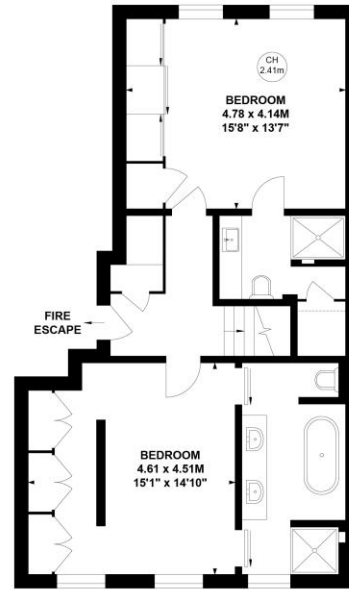 CH
2.41m
BEDROOM
4.78 x 4.14M
15'8" x 13'7"
FIRE
ESCAPE
BEDROOM
4.61 x 4.51M
15'1" x 14'10"